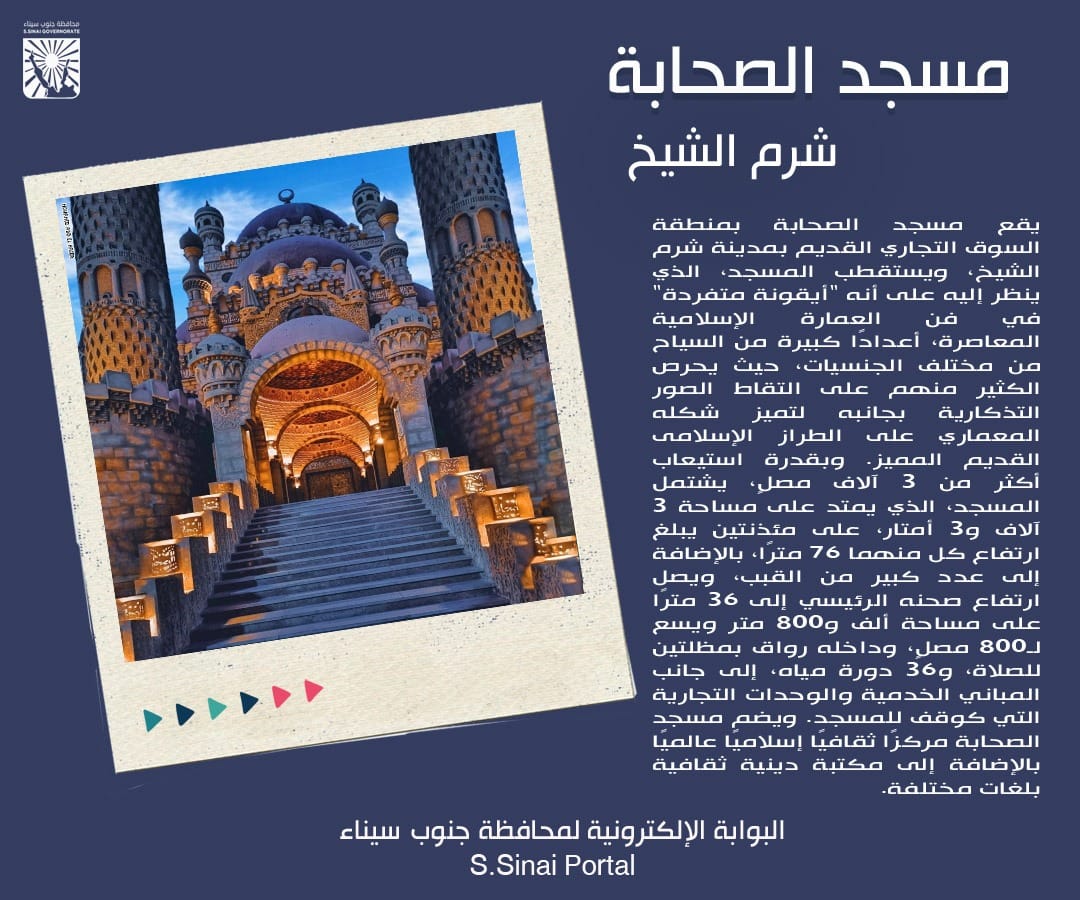 محافظة جنوب سيناء
S.SINAI GOVERNORATE
مسجد الصحابة
شرم الشيخ
يقع مسجد الصحابة بمنطقة
السوق التجاري القديم بمدينة شرم
الشيخ، ويستقطب المسجد، الذي
ينظر إليه على أنه "أيقونة متفردة"
في فن العمارة الإسلامية
المعاصرة، أعدادًا كبيرة من السياح
من مختلف الجنسيات، حيث يحرص
الكثير منهم على التقاط الصور
التذكارية بجانبه لتميز شكله
المعماري على الطراز الإسلامى
القديم المميز. وبقدرة استيعاب
أكثر من 3 آلاف مصلٍ، يشتمل
المسجد، الذي يمتد على مساحة 3
آلاف و3 أمتار، على مئذنتين يبلغ
ارتفاع كل منهما 76 مترًا، بالإضافة
إلى عدد كبير من القبب، ويصل
ارتفاع صحنه الرئيسي إلى 36 مترًا
على مساحة ألف و800 متر ويسع
لـ800 مصلٍ، وداخله رواق بمظلتين
للصلاة، و36 دورة مياه، إلى جانب
المباني الخدمية والوحدات التجارية
التي كوقف للمسجد. ويضم مسجد
الصحابة مركزًا ثقافيًا إسلاميًا عالميًا
بالإضافة إلى مكتبة دينية ثقافية
بلغات مختلفة.
البوابة الإلكترونية لمحافظة جنوب سيناء
S.Sinai Portal